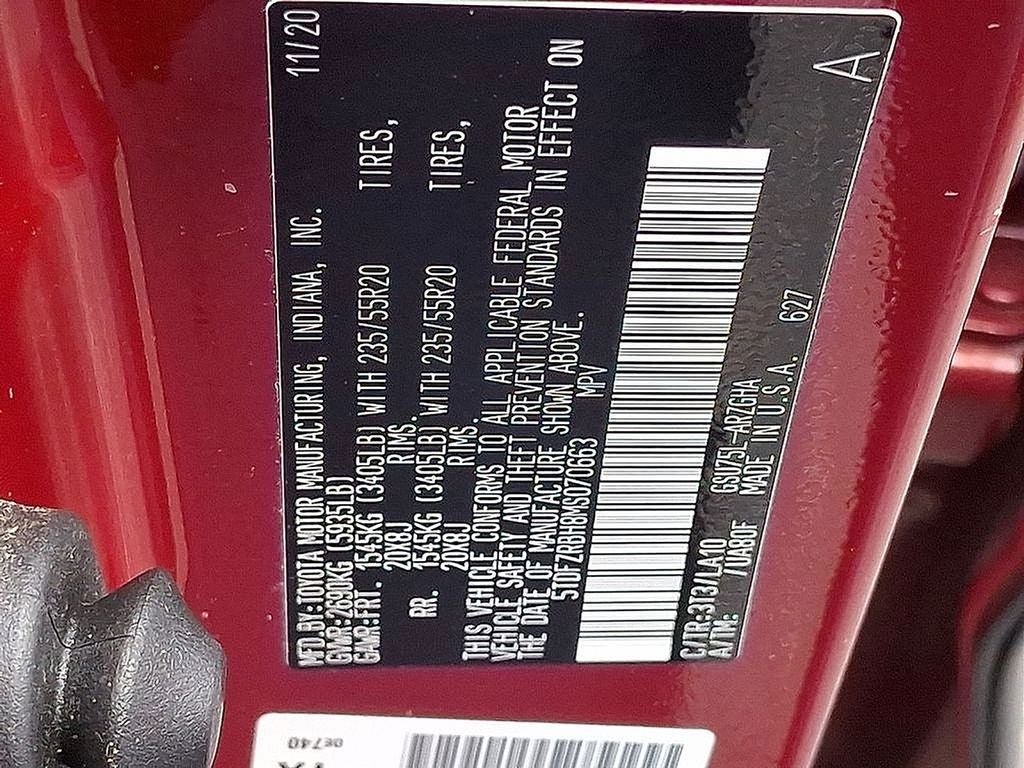 MFD.BY:TOYOTA MOTOR MANUFACTURING, INDIANA, INC. 11/20
GWMR:2690KG (5935LB)
GAWR:FRT. 1545KG (3405LB) WITH 235/55R20 TIRES,
20X8J RIMS.
RR. 1545KG (3405LB) WITH 235/55R20 TIRES,
20X8J RIMS.
THIS VEHICLE CONFORMS TO ALL APPLICABLE FEDERAL MOTOR
VEHICLE SAFETY AND THEFT PREVENTION STANDARDS IN EFFECT ON
THE DATE OF MANUFACTURE SHOWN ABOVE.
5TDFZRBH8MS070663 MPV
C/TR:3T3/LA10 GSU75L-ARZGHA
A/TM: /UA80F MADE IN U.S.A. 627
A
0E740